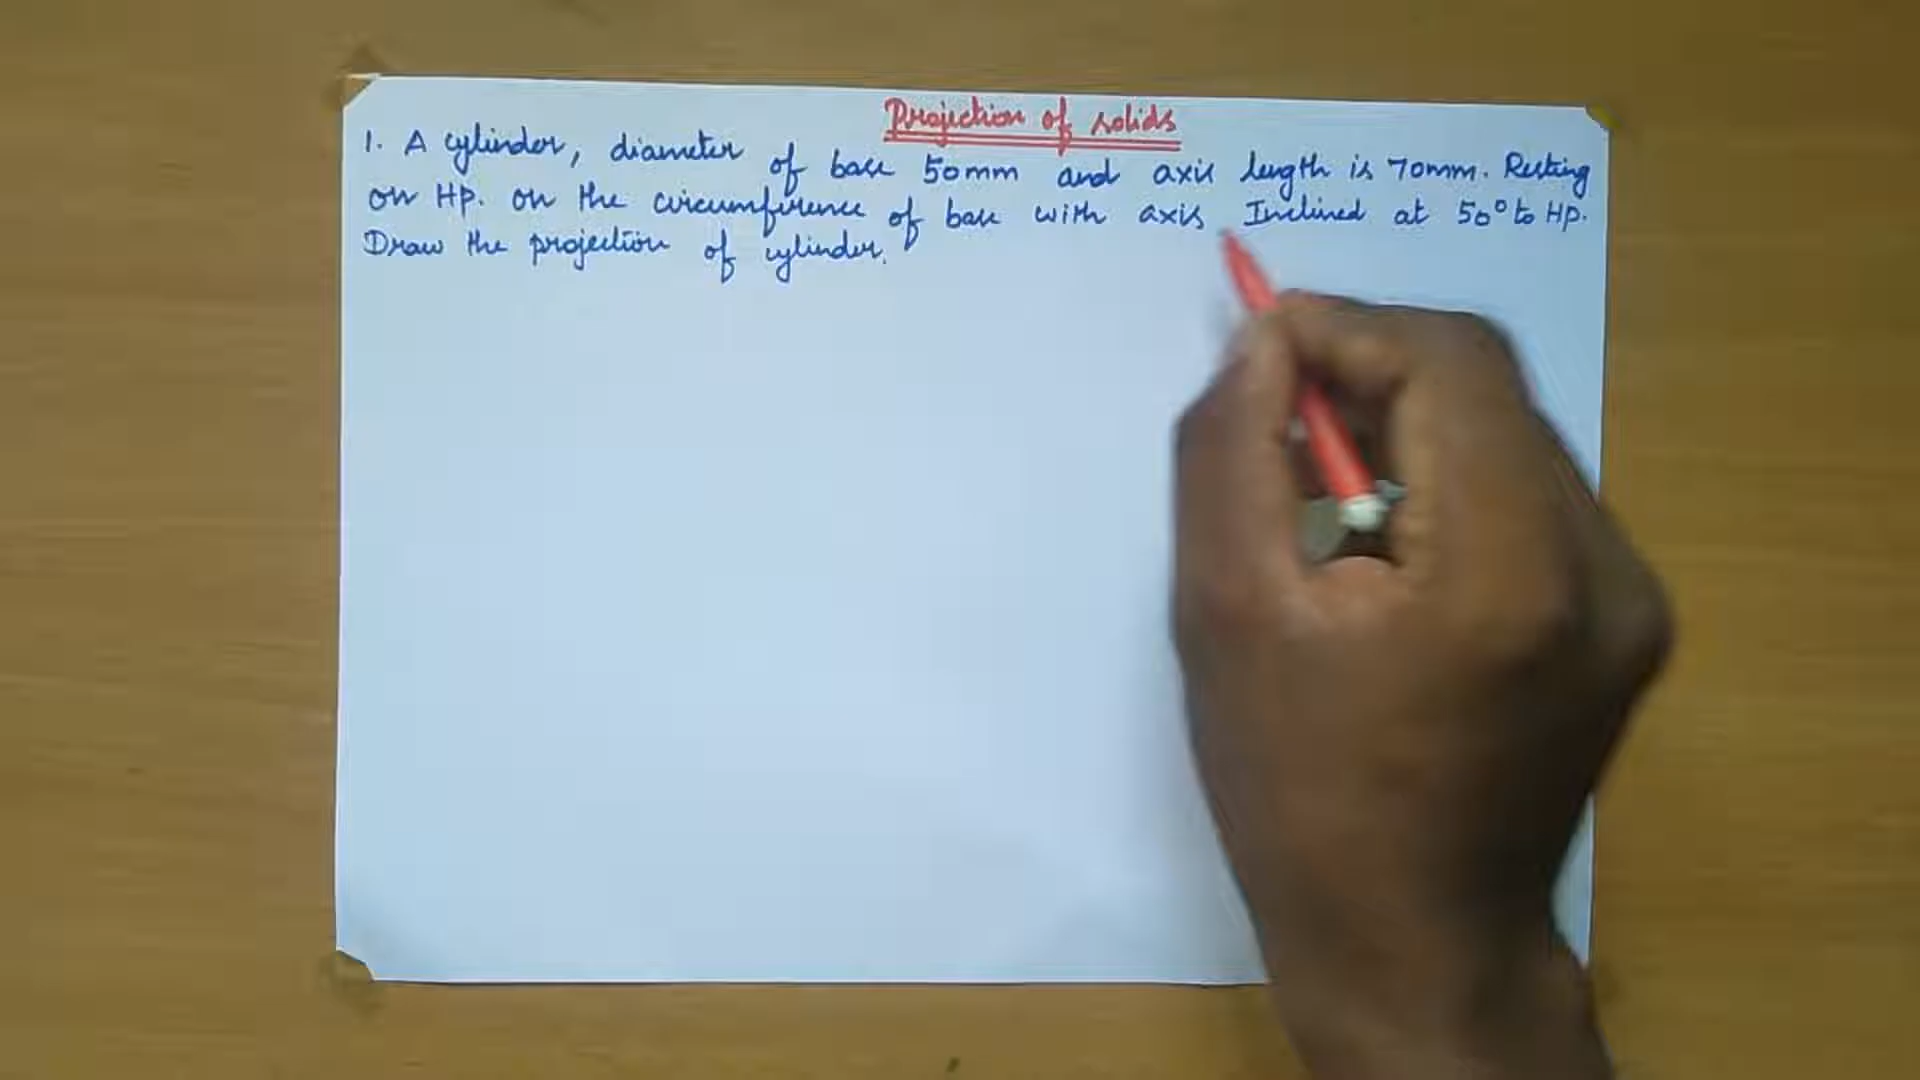 Projection of solids
1. A cylinder, diameter of base 50mm and axis length is 70mm. Resting
on HP. on the circumference of base with axis Inclined at 50° to HP.
Draw the projection of cylinder.